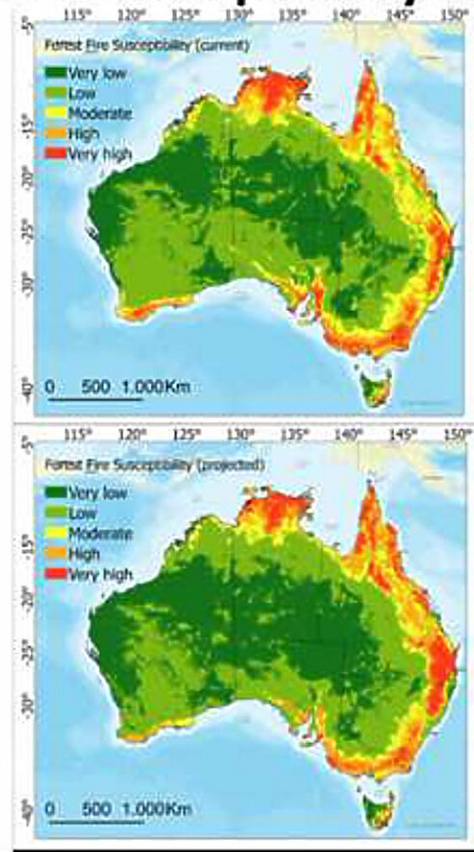 115° 120° 125° 130° 135° 140° 145° 150°
-5°
Forest Fire Susceptibility (current)
Very low
Low
Moderate
High
Very high
-15°
-20°
-25°
-30°
-40°
0 500 1,000Km
115° 120° 125° 130° 135° 140° 145° 150°
-5°
Forest Fire Susceptibility (projected)
Very low
Low
Moderate
High
Very high
-15°
-20°
-25°
-30°
-40°
0 500 1.000Km